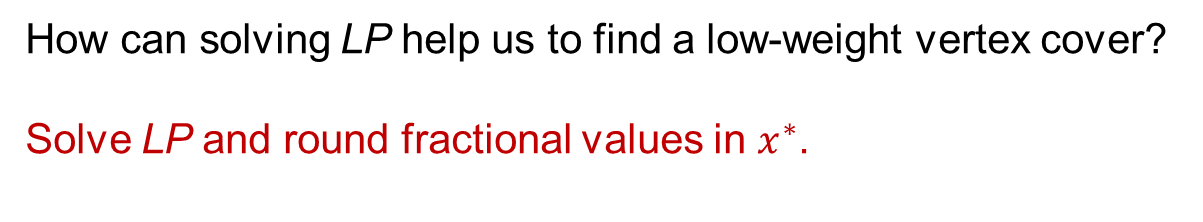 How can solving LP help us to find a low-weight vertex cover?
Solve LP and round fractional values in x*.